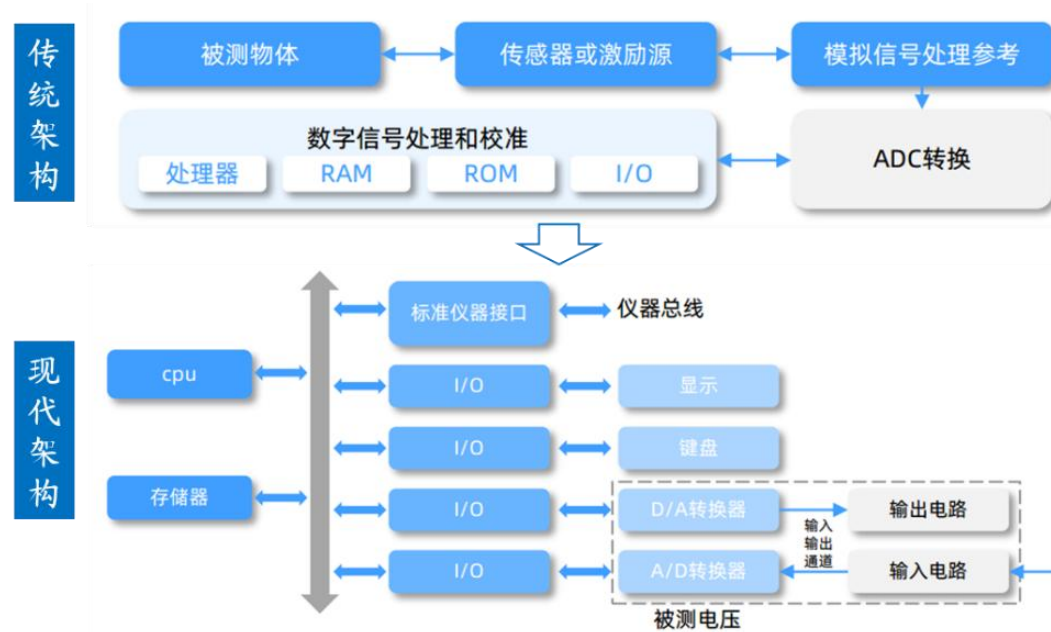 传统架构
被测物体
传感器或激励源
模拟信号处理参考
数字信号处理和校准
处理器
RAM
ROM
I/O
ADC转换
现代架构
cpu
存储器
标准仪器接口
仪器总线
I/O
显示
I/O
键盘
I/O
D/A转换器
输出电路
输入
输出
通道
I/O
A/D转换器
输入电路
被测电压